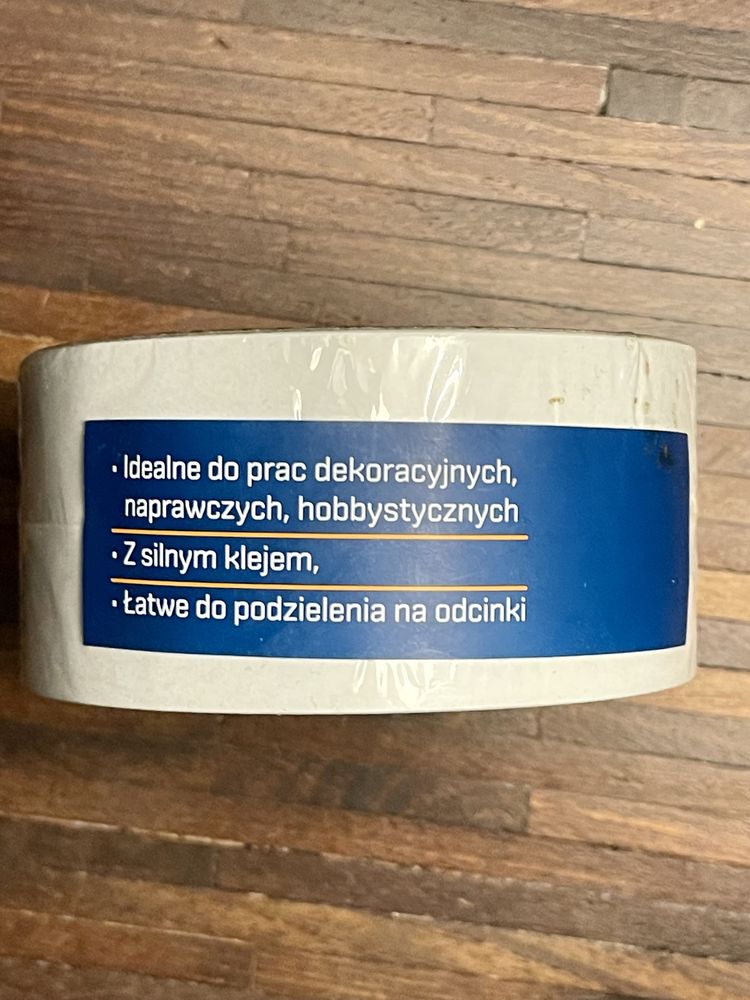 · Idealne do prac dekoracyjnych,
naprawczych, hobbystycznych
· Z silnym klejem,
· Łatwe do podzielenia na odcinki